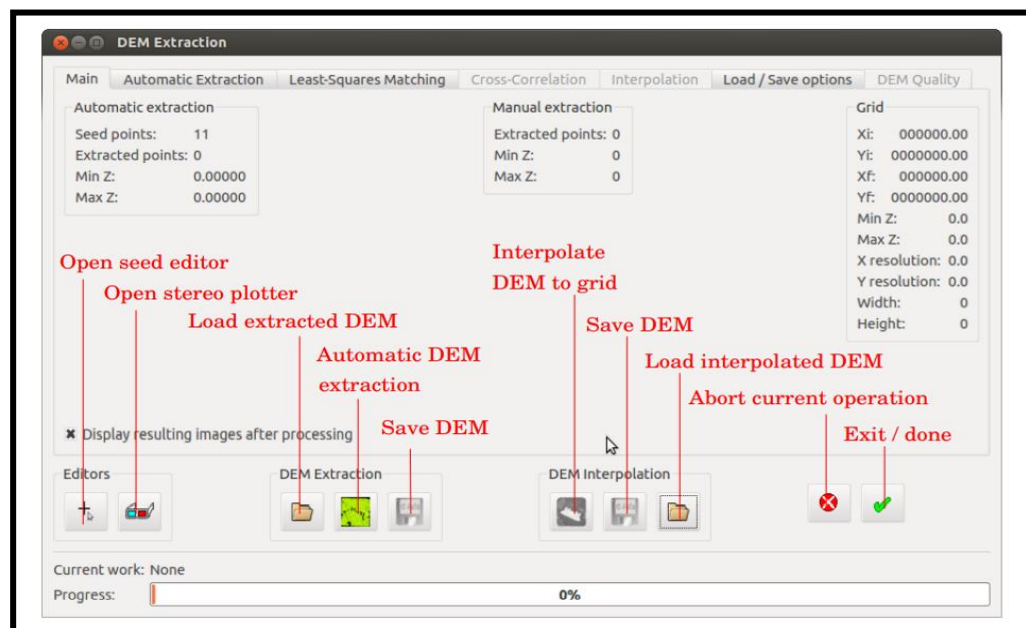 DEM Extraction
Main Automatic Extraction Least-Squares Matching Cross-Correlation Interpolation Load / Save options DEM Quality
Automatic extraction
Seed points: 11
Extracted points: 0
Min Z: 0.00000
Max Z: 0.00000
Manual extraction
Extracted points: 0
Min Z: 0
Max Z: 0
Grid
Xi: 000000.00
Yi: 0000000.00
Xf: 000000.00
Yf: 0000000.00
Min Z: 0.0
Max Z: 0.0
X resolution: 0.0
Y resolution: 0.0
Width: 0
Height: 0
Open seed editor
Open stereo plotter
Load extracted DEM
Automatic DEM
extraction
Save DEM
Interpolate
DEM to grid
Save DEM
Load interpolated DEM
Abort current operation
Exit / done
Display resulting images after processing
Editors
DEM Extraction
DEM Interpolation
Current work: None
Progress: 0%